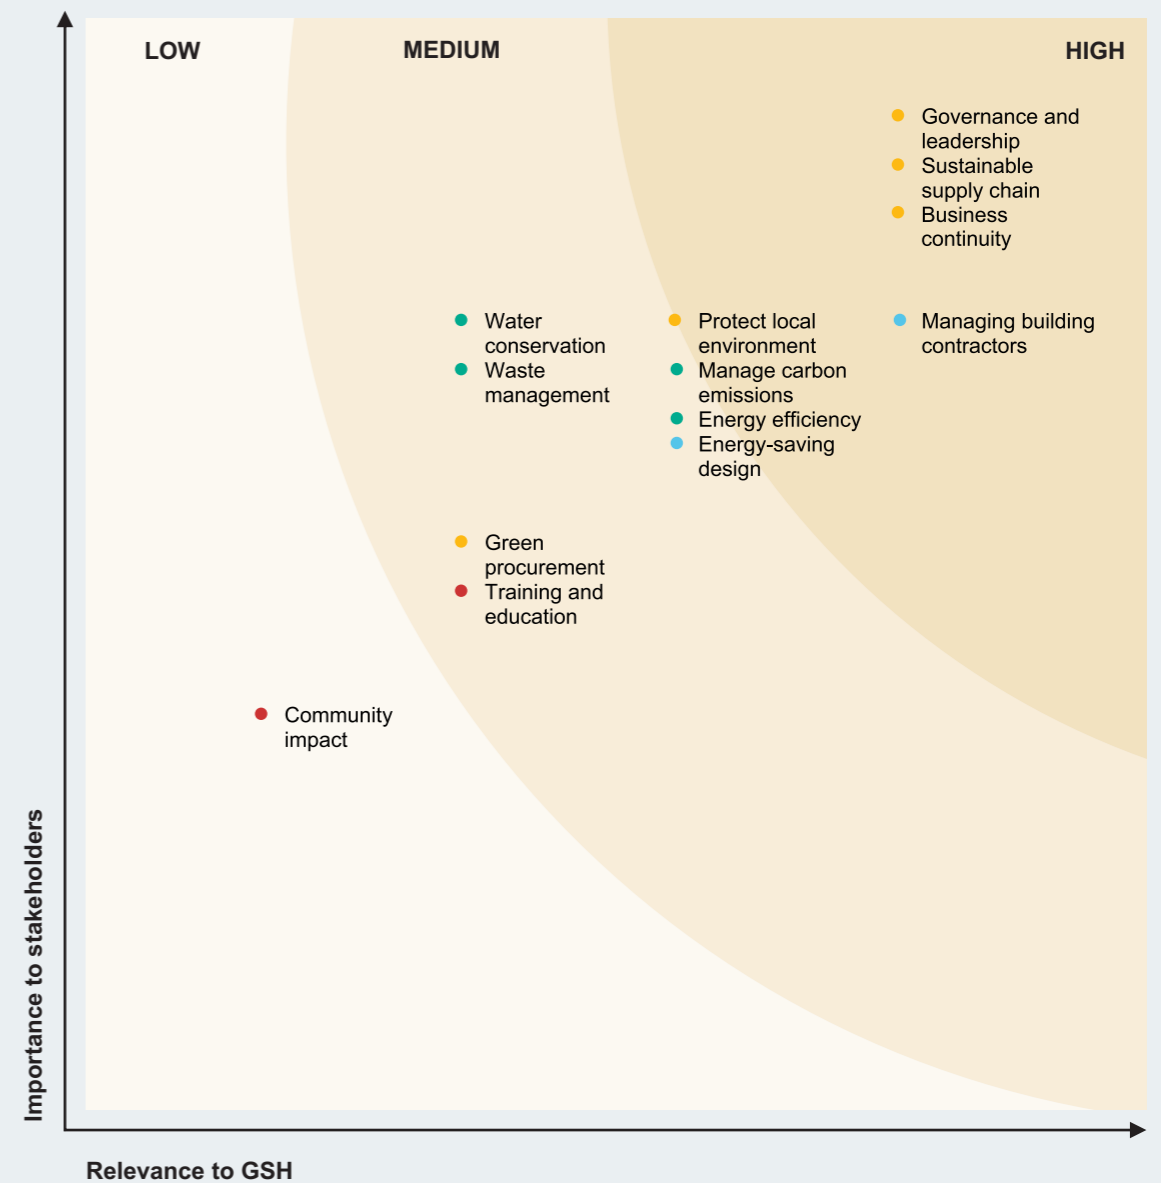 LOW
MEDIUM
HIGH
Governance and
leadership
Sustainable
supply chain
Business
continuity
Water
conservation
Waste
management
Protect local
environment
Manage carbon
emissions
Energy efficiency
Energy-saving
design
Managing building
contractors
Green
procurement
Training and
education
Community
impact
Importance to stakeholders
Relevance to GSH